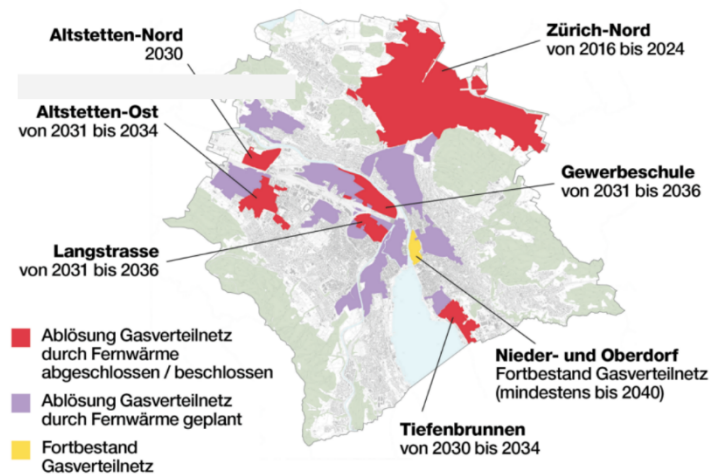 Altstetten-Nord
2030
Zürich-Nord
von 2016 bis 2024
Altstetten-Ost
von 2031 bis 2034
Gewerbeschule
von 2031 bis 2036
Langstrasse
von 2031 bis 2036
Ablösung Gasverteilnetz
durch Fernwärme
abgeschlossen / beschlossen
Ablösung Gasverteilnetz
durch Fernwärme geplant
Fortbestand
Gasverteilnetz
Nieder- und Oberdorf
Fortbestand Gasverteilnetz
(mindestens bis 2040)
Tiefenbrunnen
von 2030 bis 2034